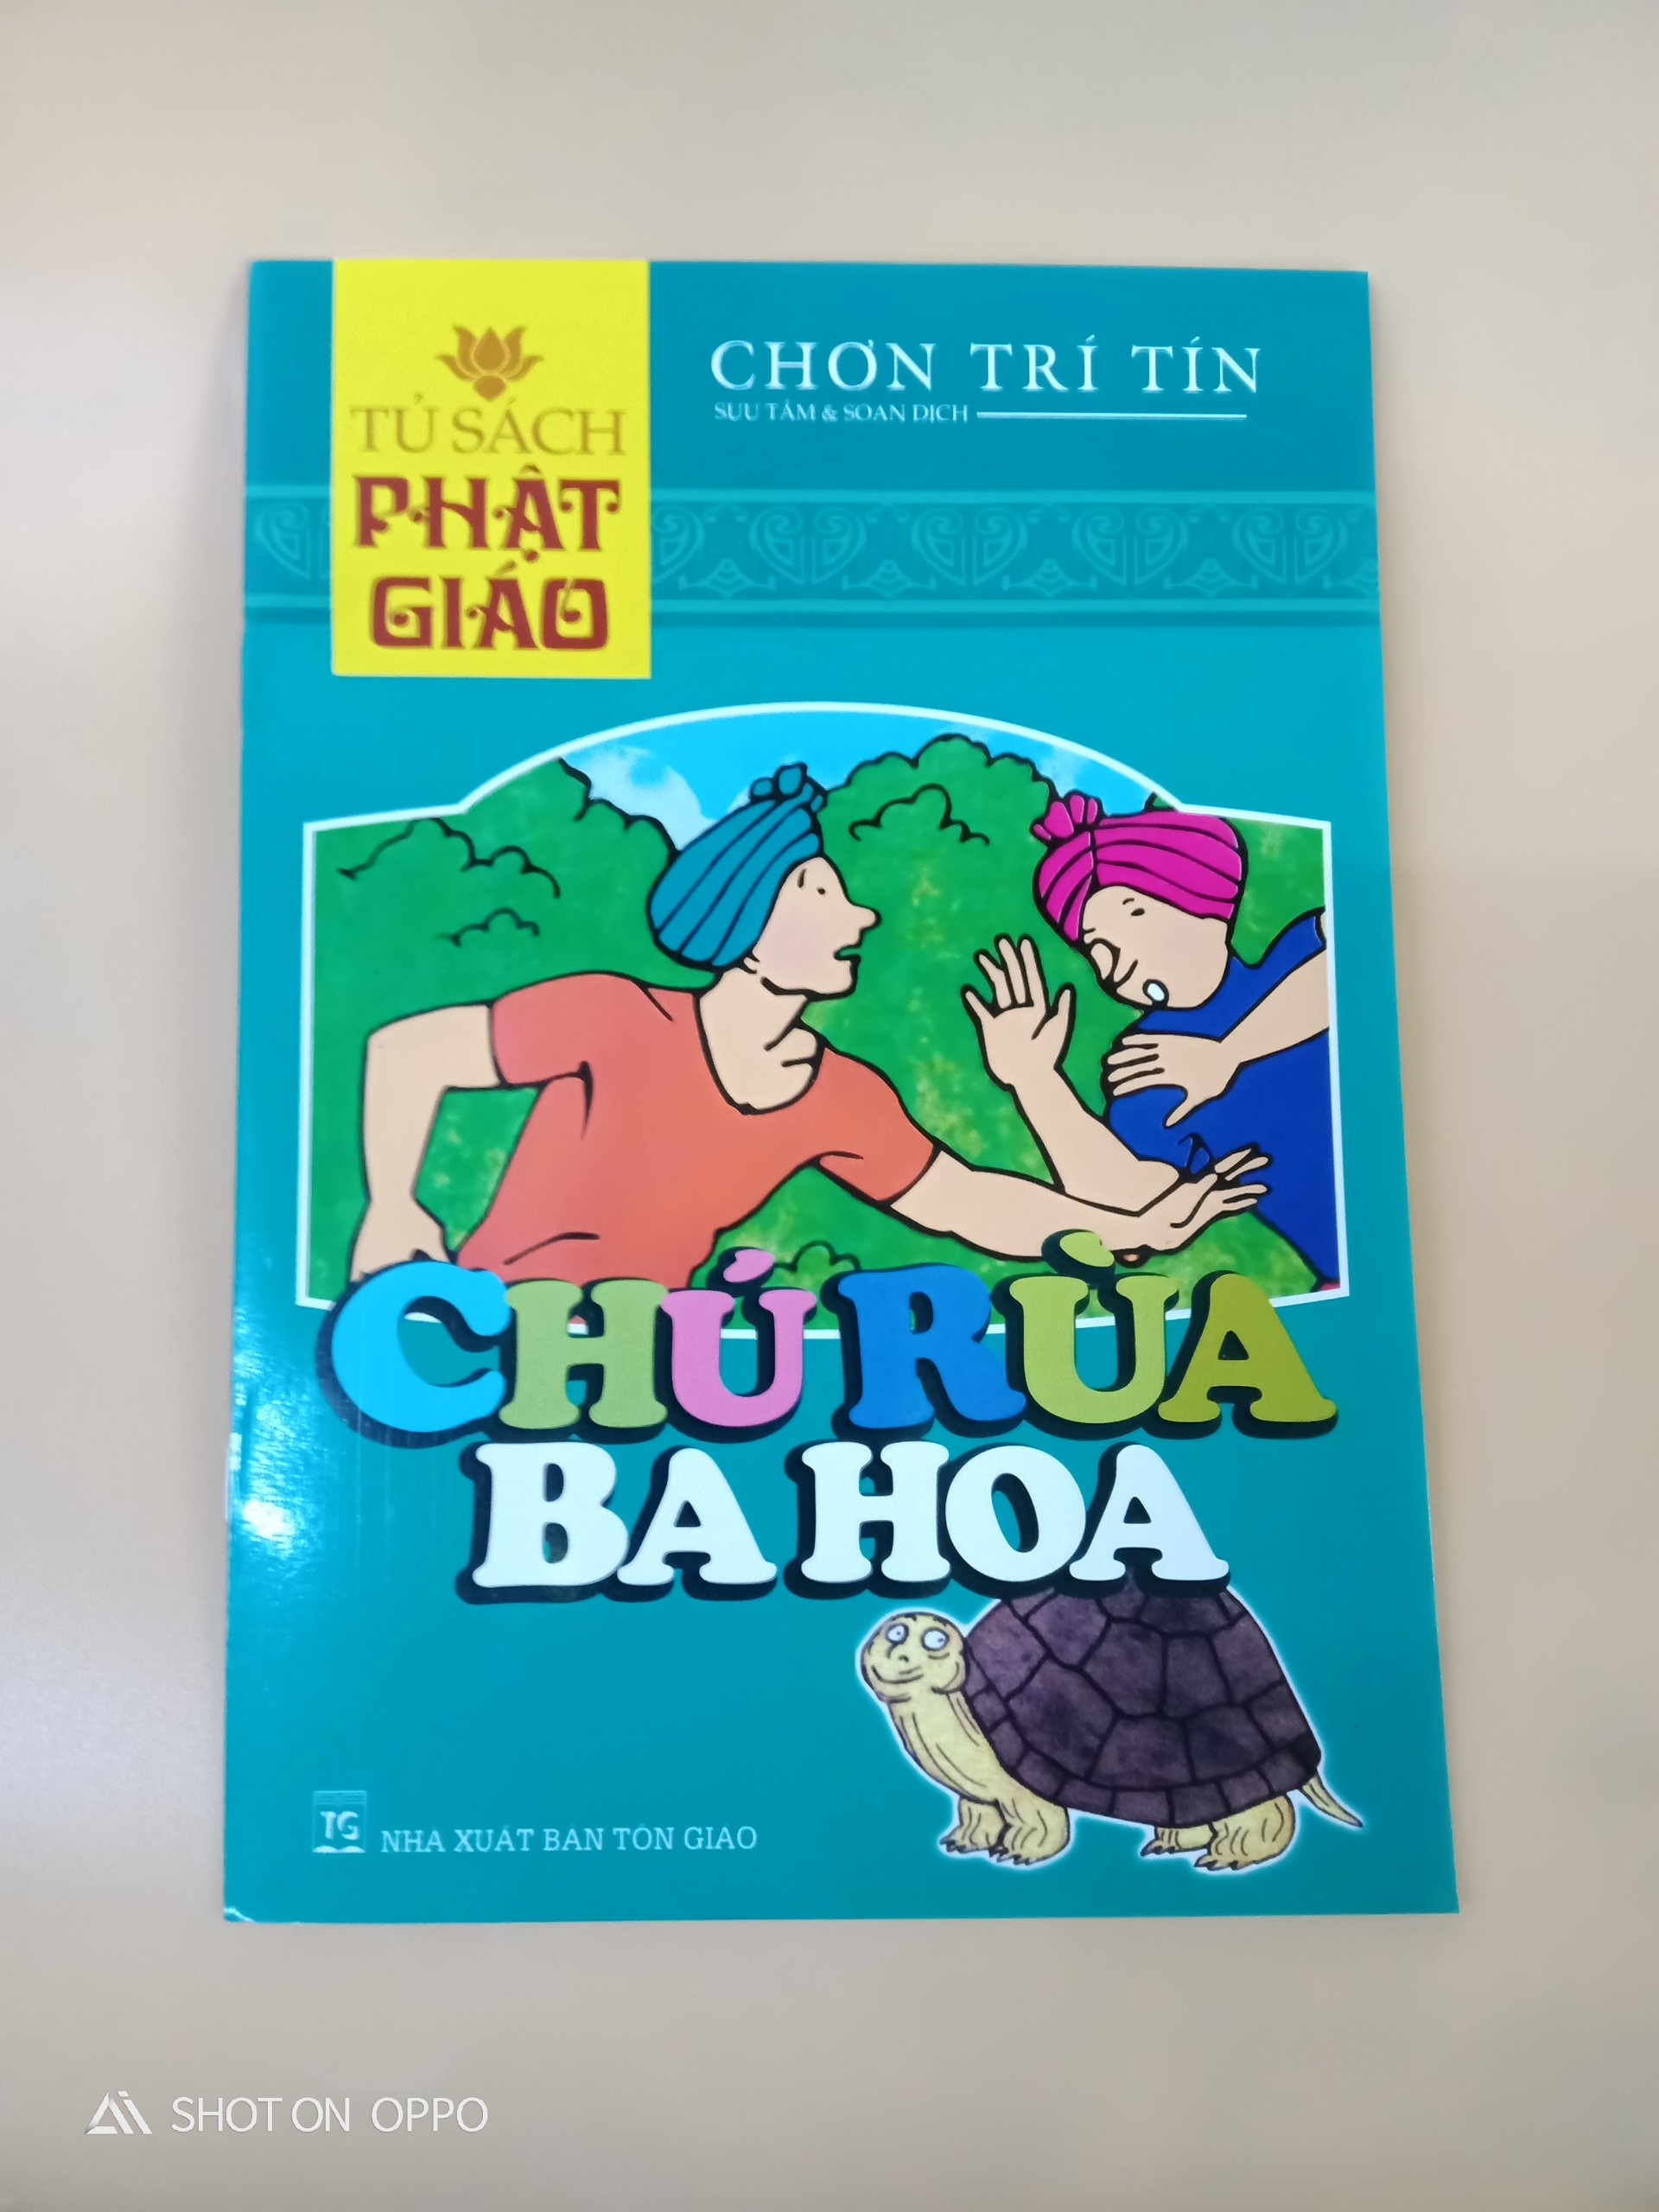 TỦ SÁCH
PHẬT
GIÁO
CHƠN TRÍ TÍN
SƯU TẦM & SOẠN DỊCH
CHÚ RÙA
BA HOA
TG
NHÀ XUẤT BẢN TÔN GIÁO
SHOT ON OPPO